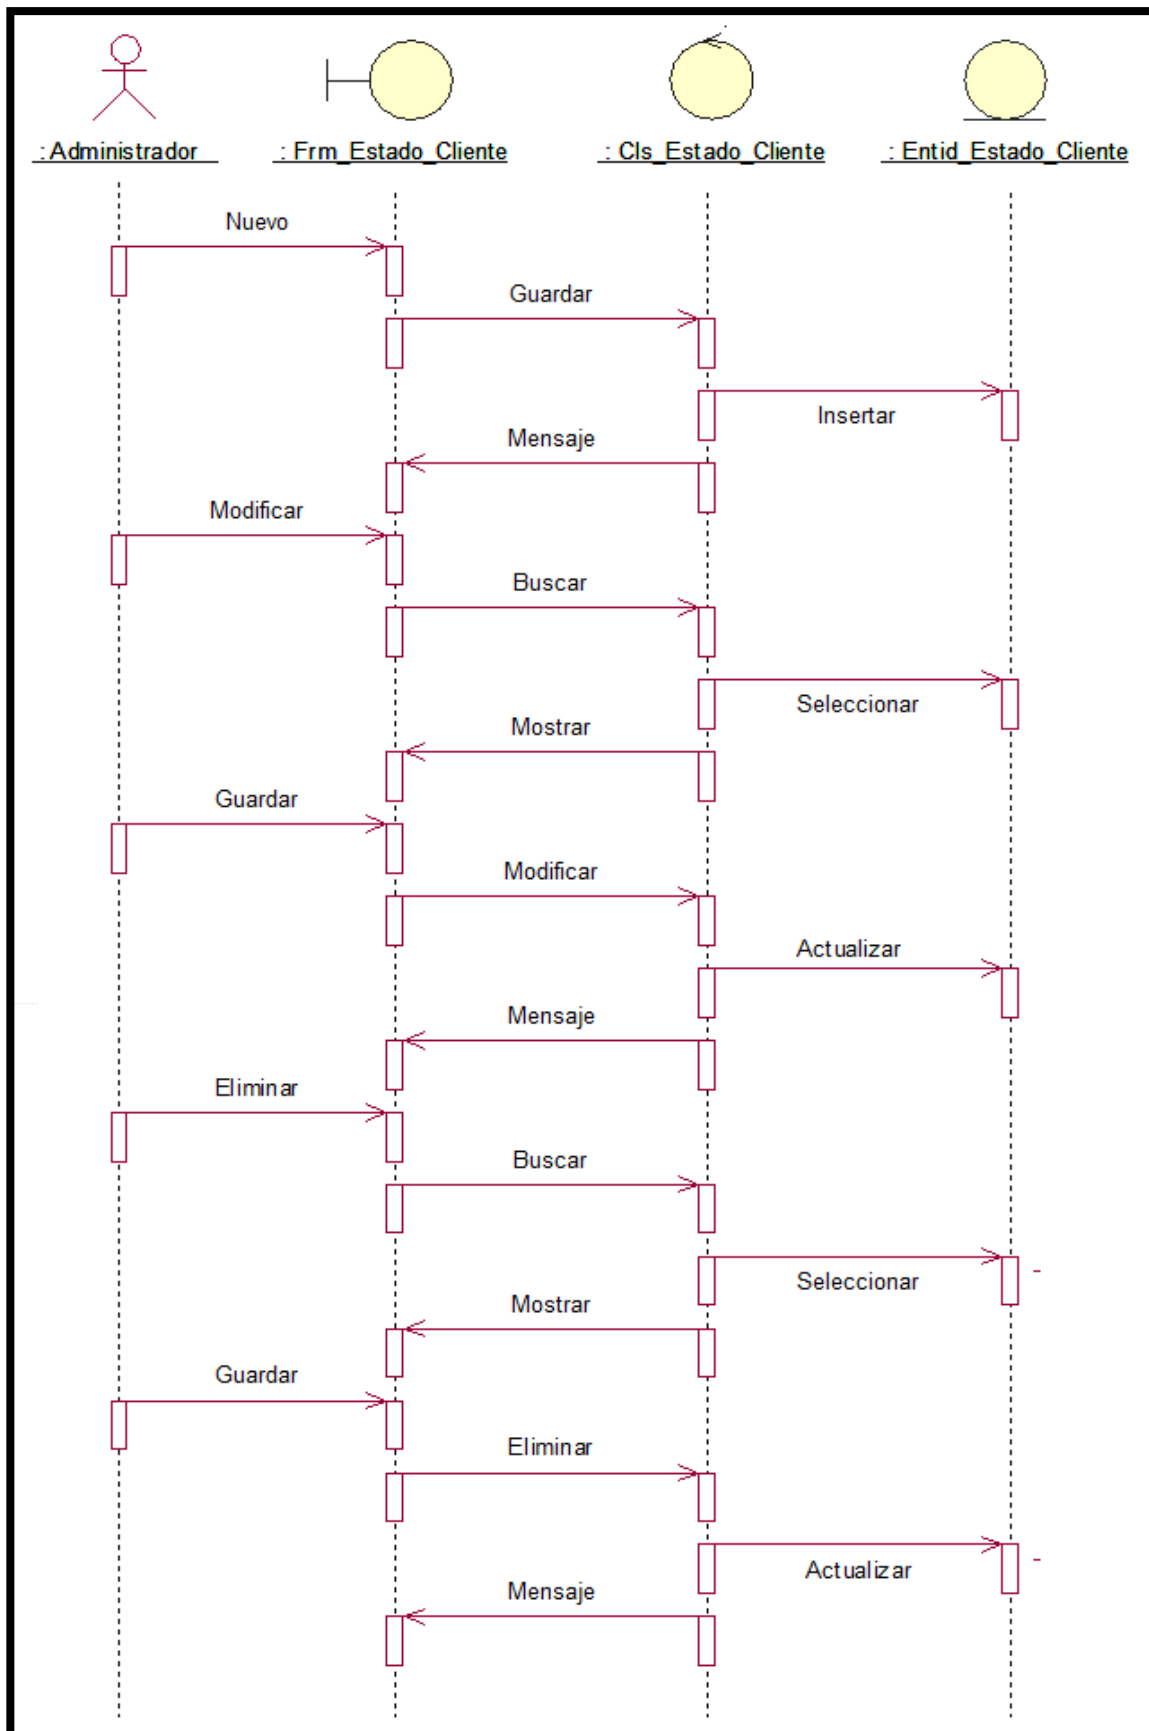 : Administrador
: Frm_Estado_Cliente
: Cls_Estado_Cliente
: Entid_Estado_Cliente
Nuevo
Guardar
Insertar
Mensaje
Modificar
Buscar
Seleccionar
Mostrar
Guardar
Modificar
Actualizar
Mensaje
Eliminar
Buscar
Seleccionar
Mostrar
Guardar
Eliminar
Actualizar
Mensaje